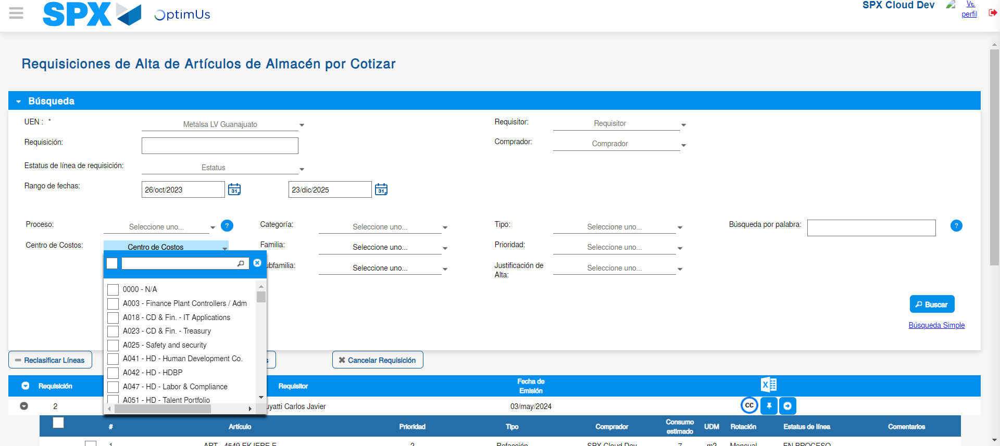 SPX OptimUs
SPX Cloud Dev
Ve perfil
Requisiciones de Alta de Artículos de Almacén por Cotizar
Búsqueda
UEN : * Metalsa LV Guanajuato
Requisitor: Requisitor
Requisición:
Comprador: Comprador
Estatus de línea de requisición: Estatus
Rango de fechas: 26/oct/2023 31 23/dic/2025 31
Proceso: Seleccione uno... ? Categoría: Seleccione uno... Tipo: Seleccione uno... Búsqueda por palabra: ?
Centro de Costos: Centro de Costos Familia: Seleccione uno... Prioridad: Seleccione uno...
ubfamilia: Seleccione uno... Justificación de Alta: Seleccione uno...
0000 - N/A
A003 - Finance Plant Controllers / Adm
A018 - CD & Fin. - IT Applications
A023 - CD & Fin. - Treasury
A025 - Safety and security
A041 - HD - Human Development Co.
A042 - HD - HDBP
A047 - HD - Labor & Compliance
A051 - HD - Talent Portfolio
Buscar
Búsqueda Simple
Reclasificar Líneas s Cancelar Requisición
Requisición Requisitor Fecha de Emisión
2 uyatti Carlos Javier 03/may/2024 CC
# Artículo Prioridad Tipo Comprador Consumo estimado UDM Rotación Estatus de línea Comentarios
1 ART - 4549 EKJERE E 2 Refacción SPX Cloud Dev 7 m2 Mensual EN PROCESO